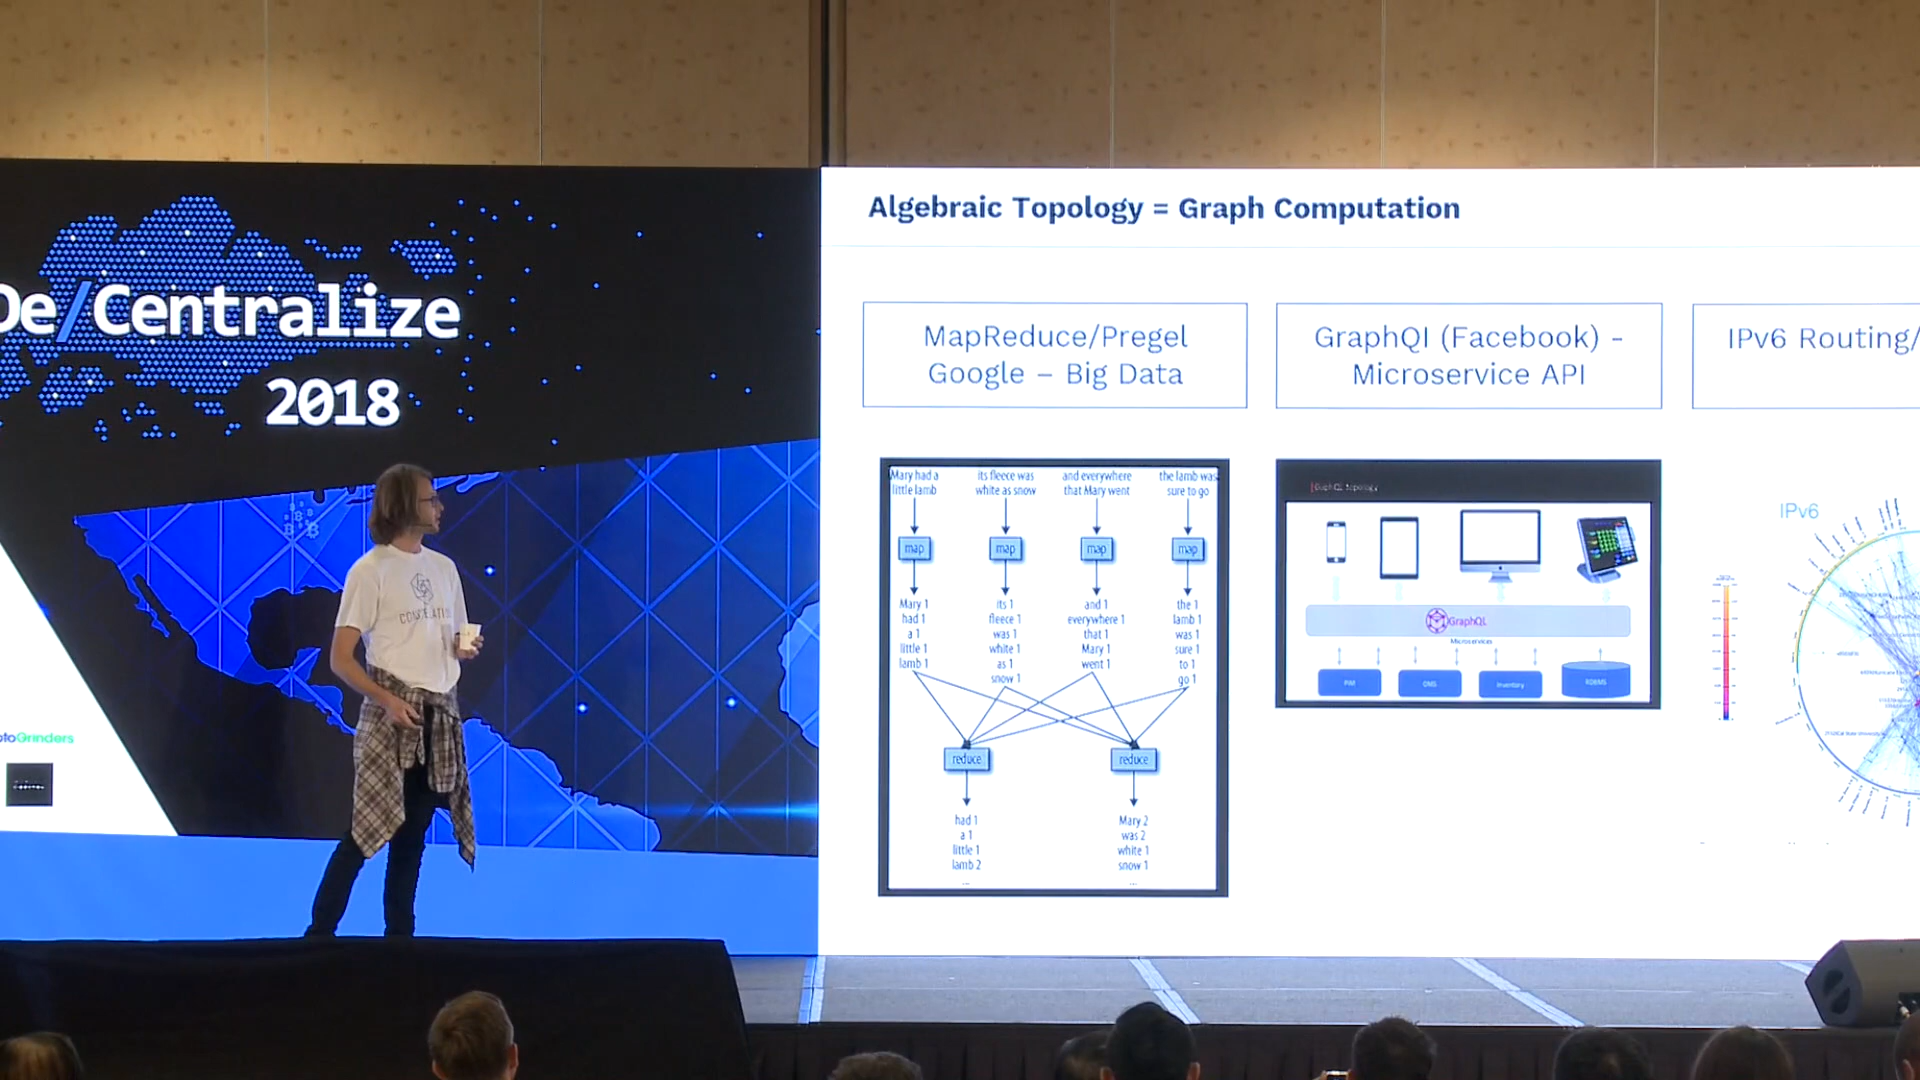 De/Centralize
2018
toGrinders
Algebraic Topology = Graph Computation
MapReduce/Pregel
Google – Big Data
GraphQl (Facebook) –
Microservice API
IPv6 Routing/
Mary had a
little lamb
its fleece was
white as snow
and everywhere
that Mary went
the lamb was
sure to go
map
map
map
map
Mary 1
had 1
a 1
little 1
lamb 1
its 1
fleece 1
was 1
white 1
as 1
snow 1
and 1
everywhere 1
that 1
Mary 1
went 1
the 1
lamb 1
was 1
sure 1
to 1
go 1
reduce
reduce
had 1
a 1
little 1
lamb 2
...
Mary 2
was 2
white 1
snow 1
...
GraphQL topology
GraphQL
Microservices
PIM
OMS
Inventory
RDBMS
IPv6